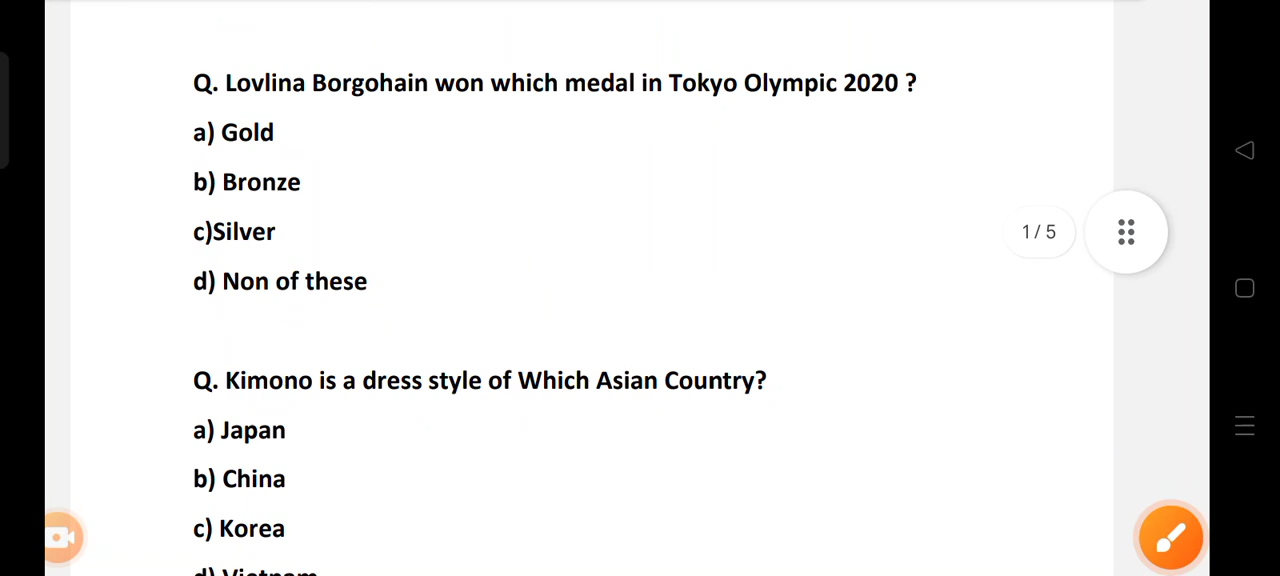 Q. Lovlina Borgohain won which medal in Tokyo Olympic 2020 ?
a) Gold
b) Bronze
c)Silver
1 / 5
d) Non of these
Q. Kimono is a dress style of Which Asian Country?
a) Japan
b) China
c) Korea
d) Vietnam